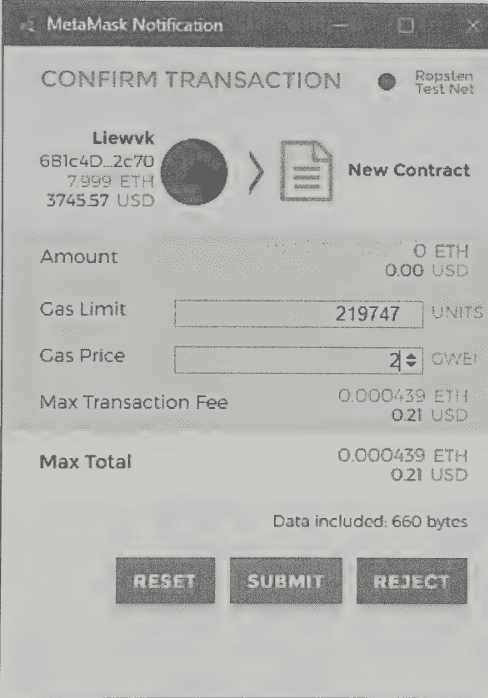 MetaMask Notification
CONFIRM TRANSACTION
Ropsten
Test Net
Liewvk
6B1c4D...2c70
7.999 ETH
3745.57 USD
New Contract
Amount
0 ETH
0.00 USD
Gas Limit
219747 UNITS
Gas Price
2 GWEI
Max Transaction Fee
0.000439 ETH
0.21 USD
Max Total
0.000439 ETH
0.21 USD
Data included: 660 bytes
RESET SUBMIT REJECT